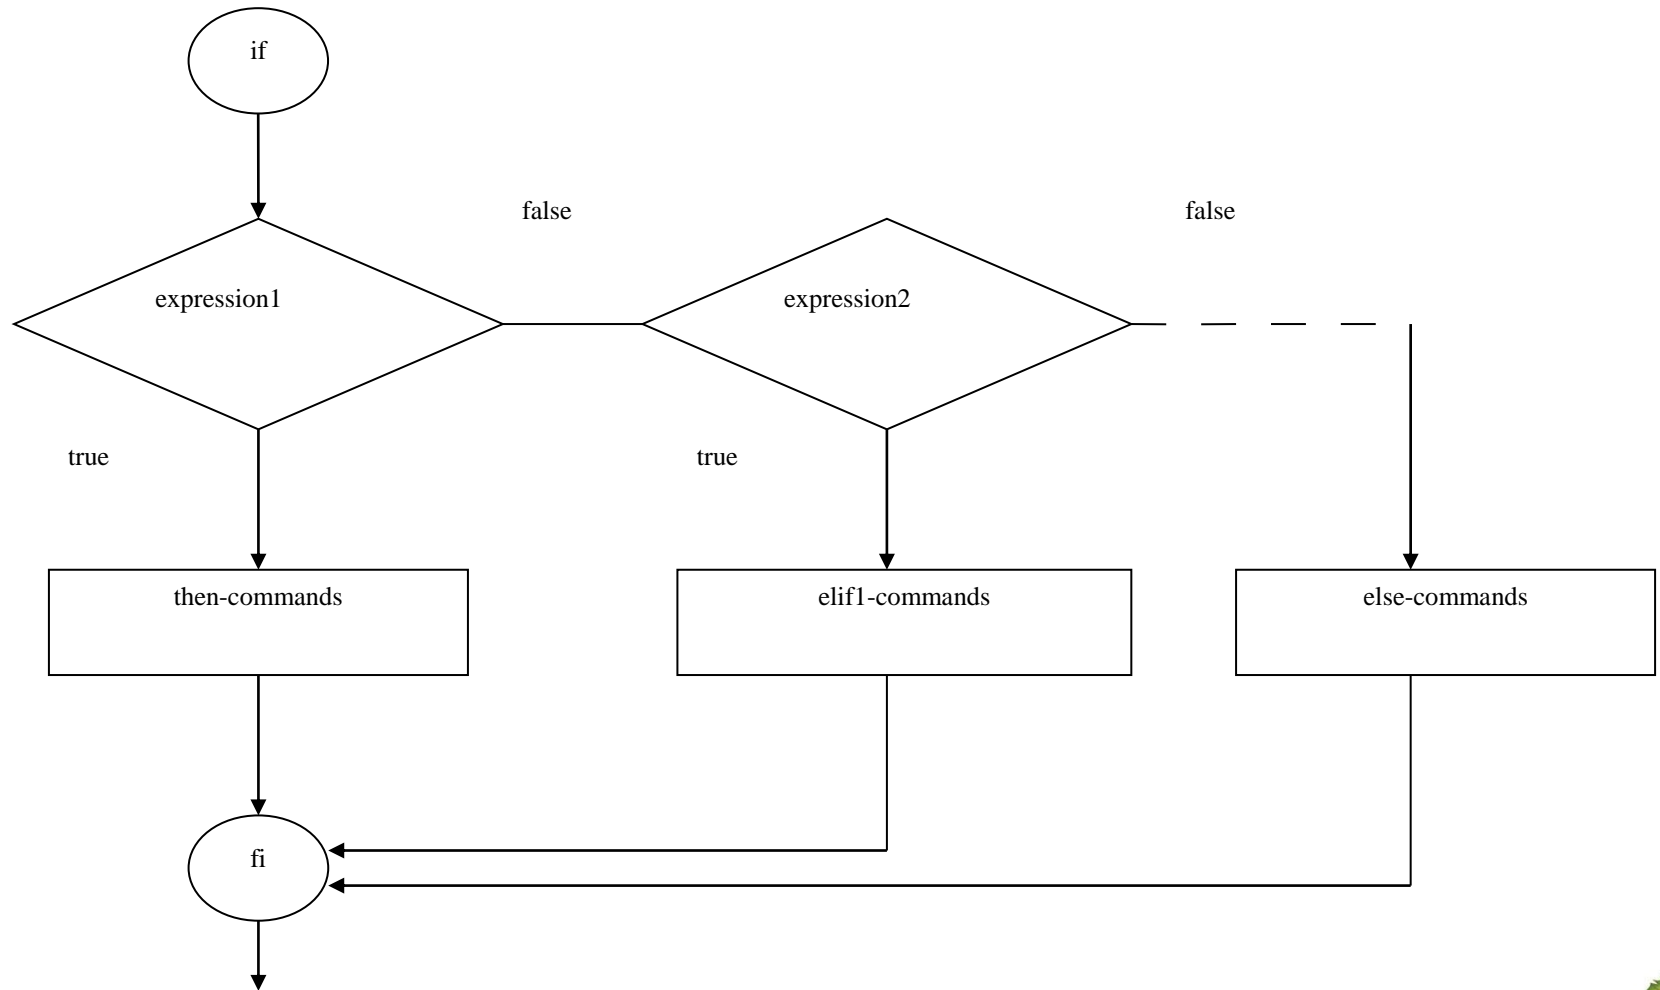 if
false
false
expression1
expression2
true
true
then-commands
elif1-commands
else-commands
fi